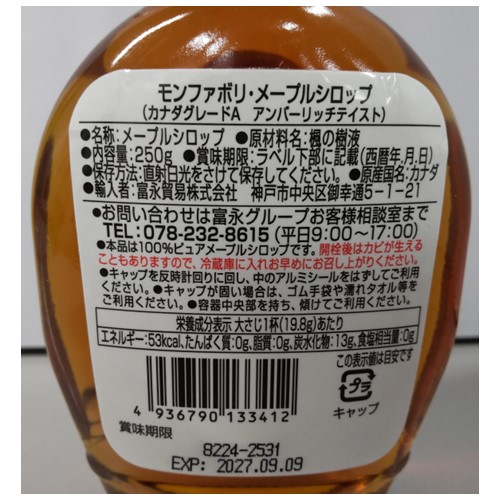 モンファボリ・メープルシロップ
(カナダグレードA アンバーリッチテイスト)
●名称:メープルシロップ ●原材料名:楓の樹液
●内容量:250g ●賞味期限:ラベル下部に記載(西暦年.月.日)
●保存方法:直射日光をさけて保存してください。 ●原産国名:カナダ
●輸入者:富永貿易株式会社 神戸市中央区御幸通5-1-21
●お問い合わせは富永グループお客様相談室まで
TEL:078-232-8615 (平日9:00~17:00)
●本品は100%ピュアメープルシロップです。開栓後はカビが生える
こともありますので、冷蔵庫に入れお早めにお召し上がりください。
●キャップを反時計回りに回し、中のアルミシールをはずしてご利用
ください。●キャップが固い場合は、ゴム手袋や濡れタオル等を
ご利用ください。●容器中央部を持ち、傾けてご利用ください。
栄養成分表示 大さじ1杯(19.8g)あたり
エネルギー:53kcal,たんぱく質:0g,脂質:0g,炭水化物:13g,食塩相当量:0g
この表示値は目安です
プラ
キャップ
4 936790 133412
賞味期限
8224-2531
EXP: 2027.09.09